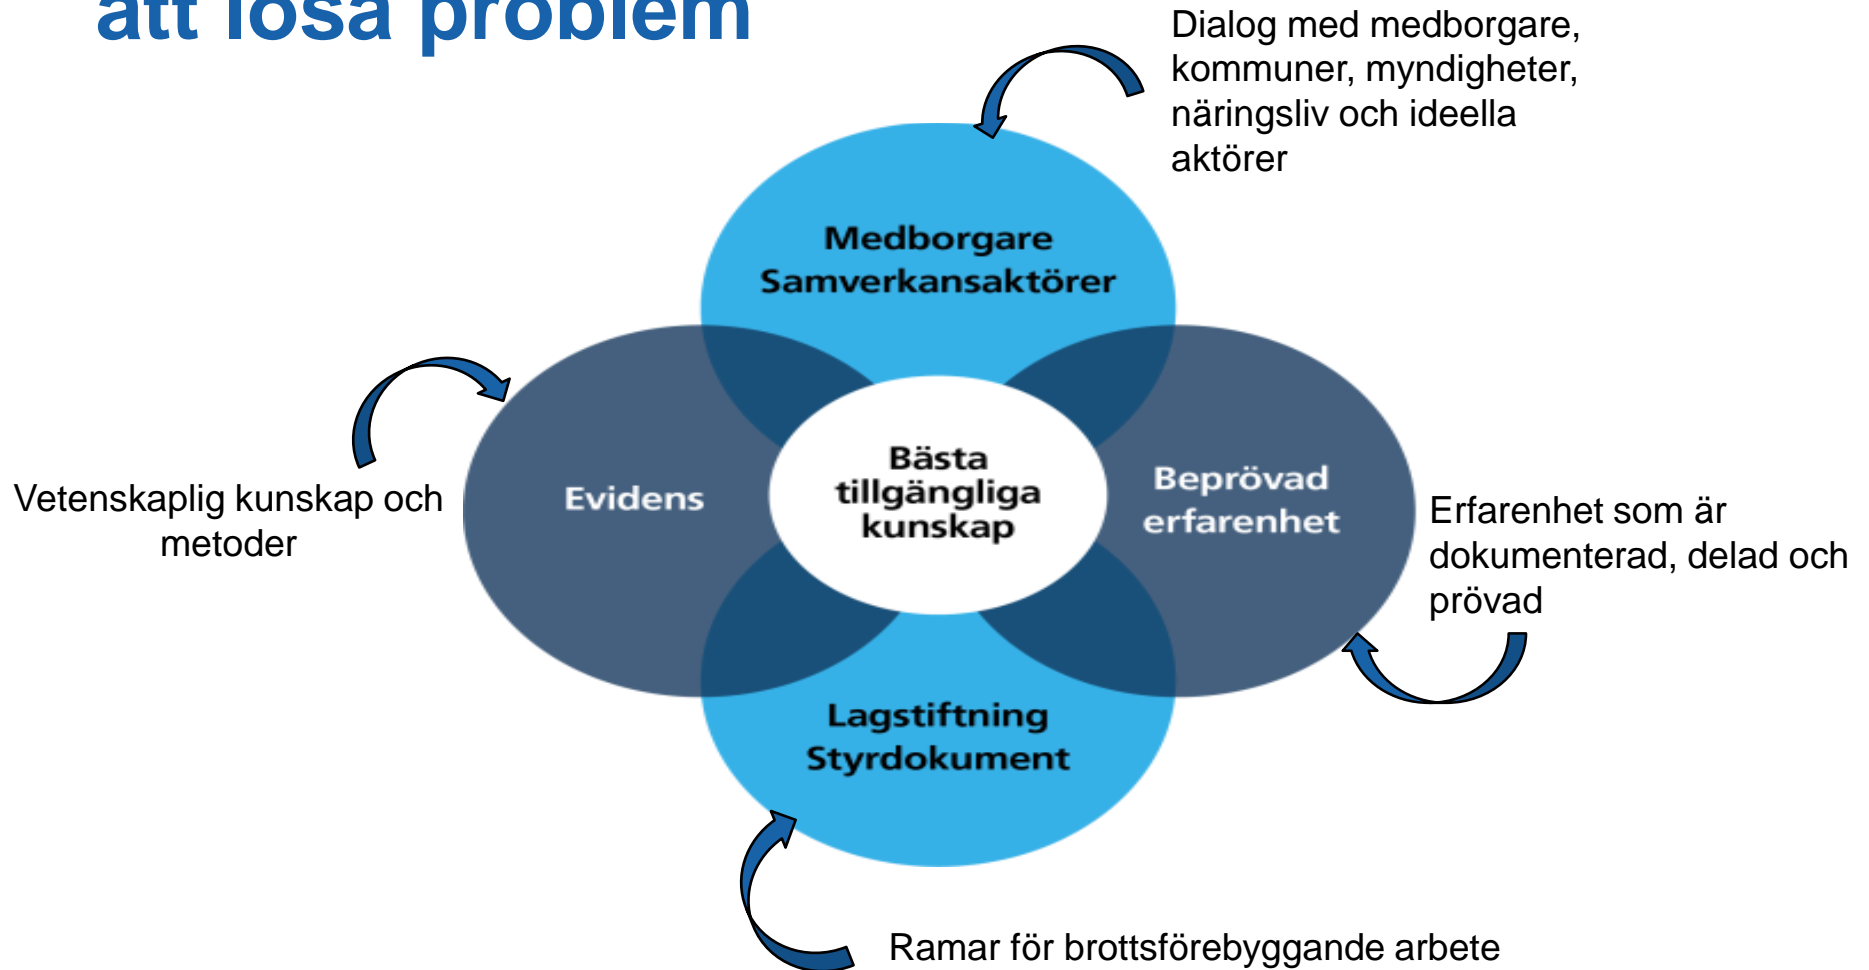 att lösa problem
Dialog med medborgare,
kommuner, myndigheter,
näringsliv och ideella
aktörer
Medborgare
Samverkansaktörer
Vetenskaplig kunskap och
metoder
Evidens
Bästa
tillgängliga
kunskap
Beprövad
erfarenhet
Erfarenhet som är
dokumenterad, delad och
prövad
Lagstiftning
Styrdokument
Ramar för brottsförebyggande arbete